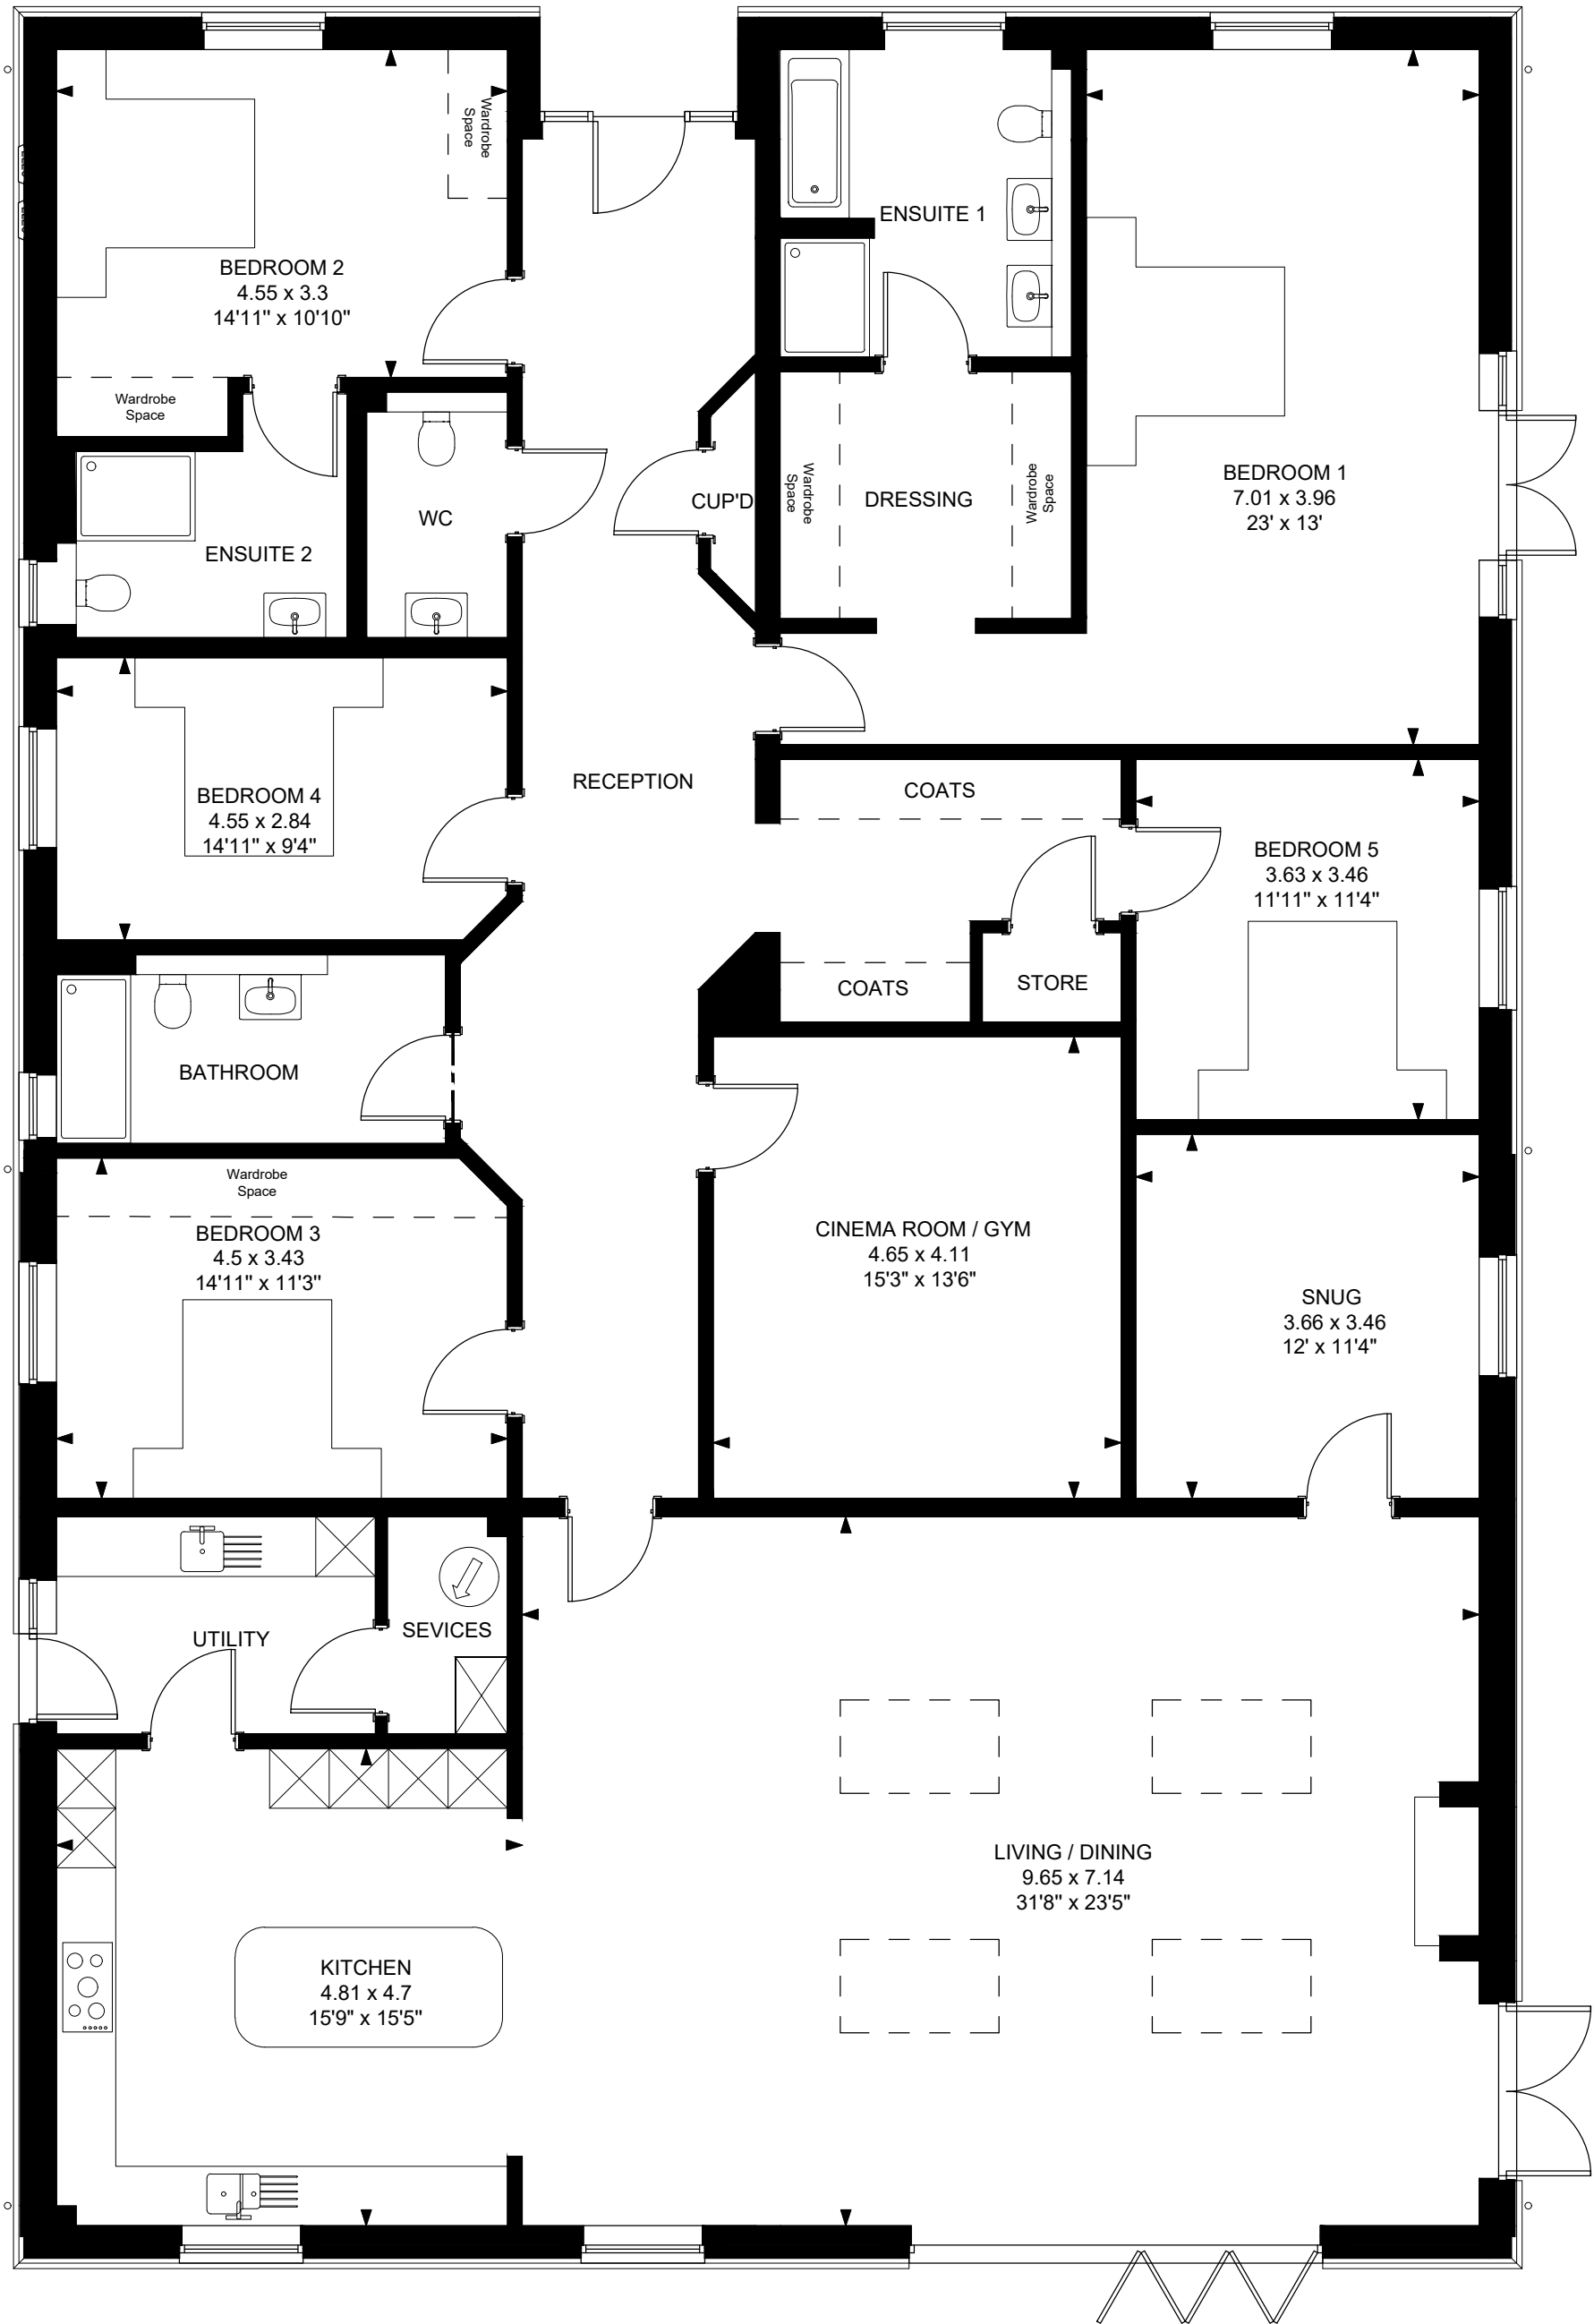 Wardrobe
Space
ENSUITE 1
BEDROOM 2
4.55 x 3.3
14'11" x 10'10"
Wardrobe
Space
BEDROOM 1
7.01 x 3.96
23' x 13'
Wardrobe
Space
DRESSING
Wardrobe
Space
CUP'D
WC
ENSUITE 2
RECEPTION
COATS
BEDROOM 4
4.55 x 2.84
14'11" x 9'4"
BEDROOM 5
3.63 x 3.46
11'11" x 11'4"
COATS
STORE
BATHROOM
Wardrobe
Space
BEDROOM 3
4.5 x 3.43
14'11" x 11'3"
CINEMA ROOM / GYM
4.65 x 4.11
15'3" x 13'6"
SNUG
3.66 x 3.46
12' x 11'4"
UTILITY
SEVICES
LIVING / DINING
9.65 x 7.14
31'8" x 23'5"
KITCHEN
4.81 x 4.7
15'9" x 15'5"